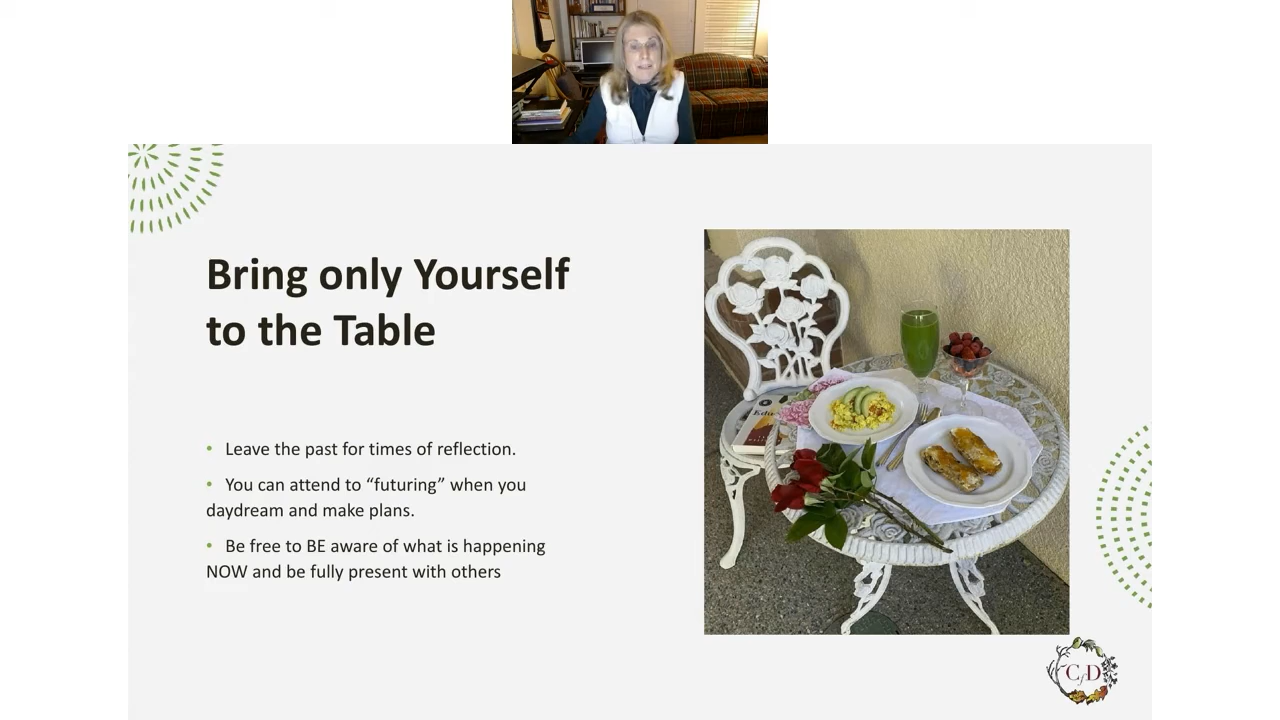 Bring only Yourself
to the Table
• Leave the past for times of reflection.
• You can attend to “futuring” when you
daydream and make plans.
• Be free to BE aware of what is happening
NOW and be fully present with others
CfD